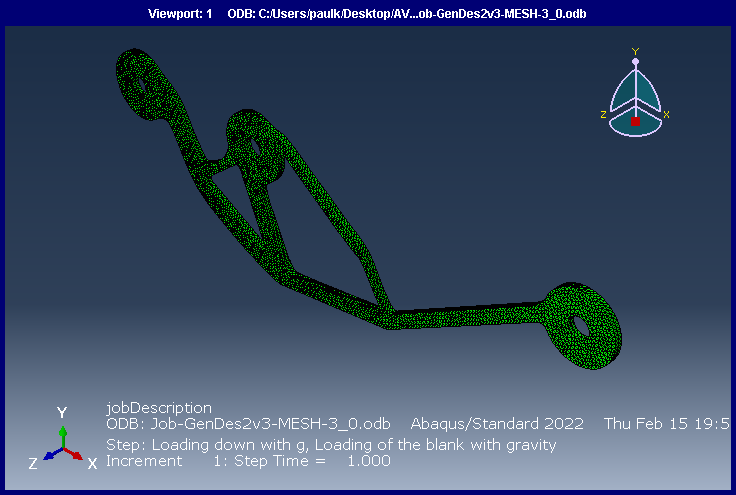 Viewport: 1 ODB: C:/Users/paulk/Desktop/AV...ob-GenDes2v3-MESH-3_0.odb
Y
Z X
Y
Z X
jobDescription
ODB: Job-GenDes2v3-MESH-3_0.odb Abaqus/Standard 2022 Thu Feb 15 19:5
Step: Loading down with g, Loading of the blank with gravity
Increment 1: Step Time = 1.000